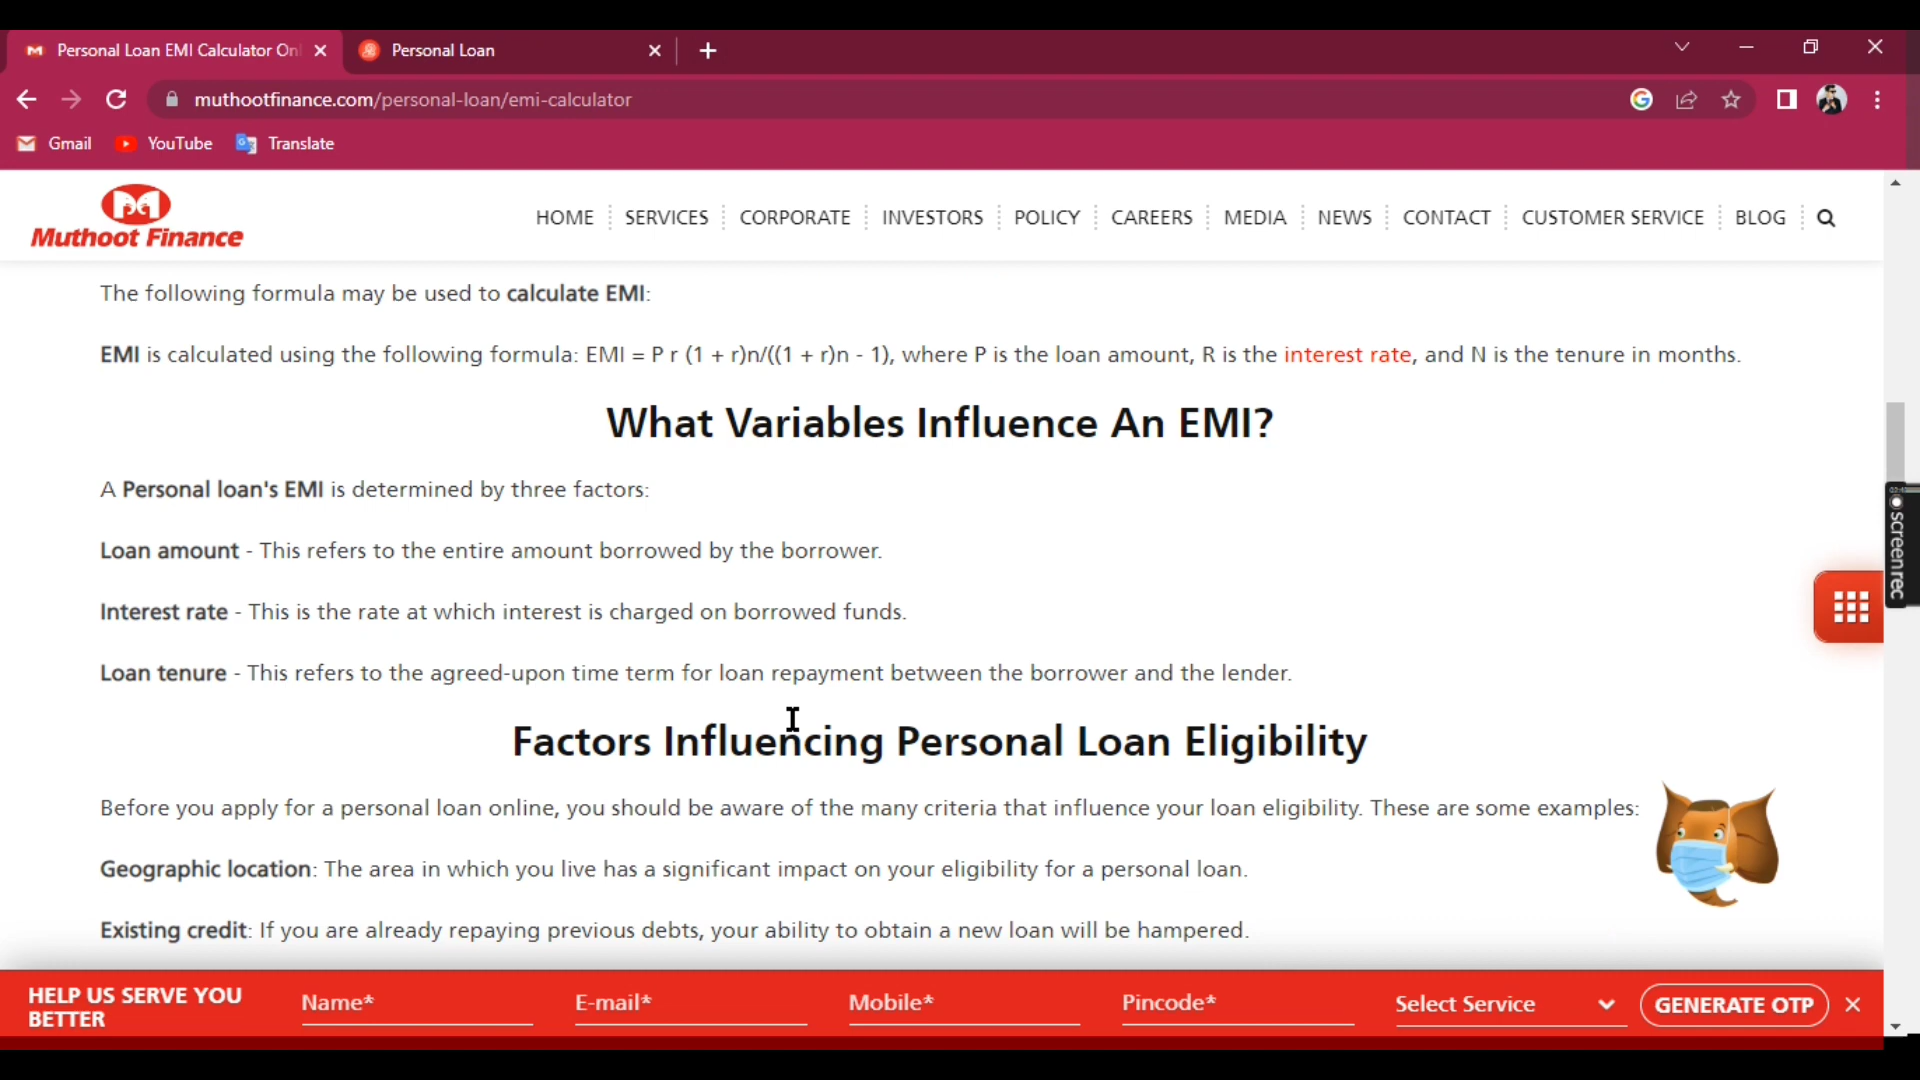 Personal Loan EMI Calculator Onl
Personal Loan
muthootfinance.com/personal-loan/emi-calculator
Gmail
YouTube
Translate
Muthoot Finance
HOME
SERVICES
CORPORATE
INVESTORS
POLICY
CAREERS
MEDIA
NEWS
CONTACT
CUSTOMER SERVICE
BLOG
The following formula may be used to calculate EMI:
EMI is calculated using the following formula: EMI = P r (1 + r)n/((1 + r)n - 1), where P is the loan amount, R is the interest rate, and N is the tenure in months.
What Variables Influence An EMI?
A Personal loan's EMI is determined by three factors:
Loan amount - This refers to the entire amount borrowed by the borrower.
Interest rate - This is the rate at which interest is charged on borrowed funds.
Loan tenure - This refers to the agreed-upon time term for loan repayment between the borrower and the lender.
Factors Influencing Personal Loan Eligibility
Before you apply for a personal loan online, you should be aware of the many criteria that influence your loan eligibility. These are some examples:
Geographic location: The area in which you live has a significant impact on your eligibility for a personal loan.
Existing credit: If you are already repaying previous debts, your ability to obtain a new loan will be hampered.
screenrec
HELP US SERVE YOU
BETTER
Name*
E-mail*
Mobile*
Pincode*
Select Service
GENERATE OTP